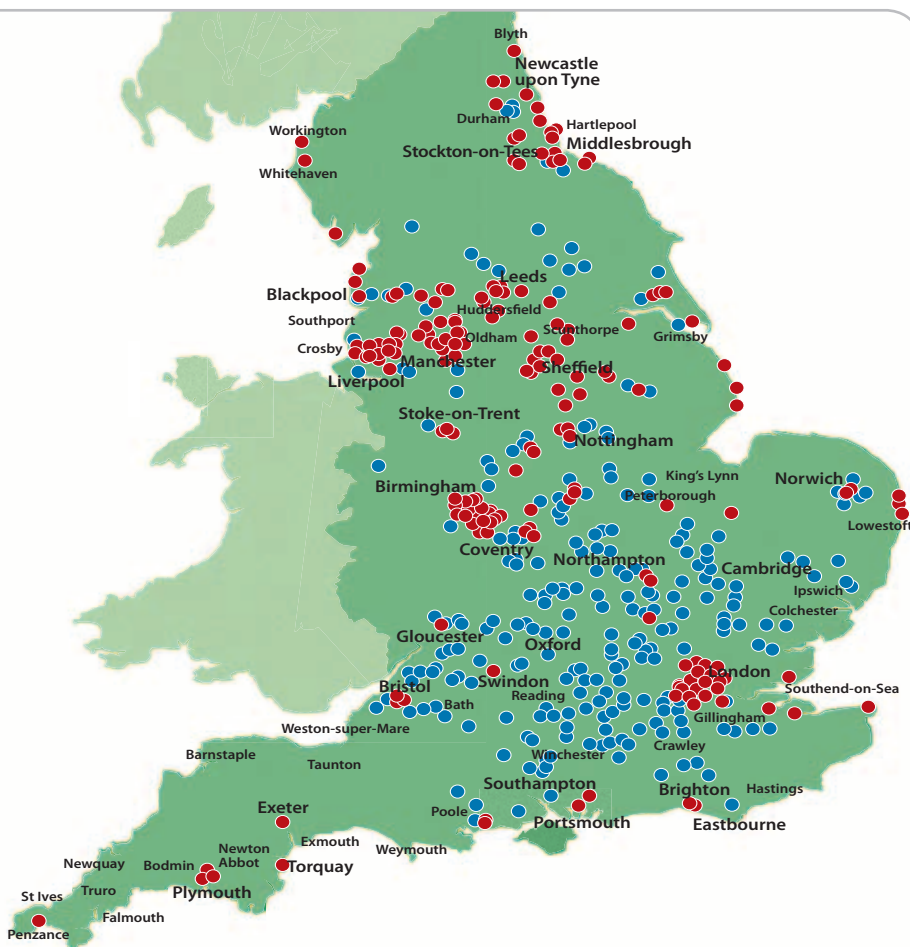 Blyth
Newcastle
upon Tyne
Durham
Hartlepool
Workington
Middlesbrough
Stockton-on-Tees
Whitehaven
Leeds
Blackpool
Huddersfield
Southport
Scunthorpe
Oldham
Grimsby
Crosby
Manchester
Sheffield
Liverpool
Stoke-on-Trent
Nottingham
King's Lynn
Norwich
Birmingham
Peterborough
Lowestoft
Coventry
Northampton
Cambridge
Ipswich
Colchester
Gloucester
Oxford
London
Swindon
Bristol
Southend-on-Sea
Reading
Bath
Gillingham
Weston-super-Mare
Crawley
Barnstaple
Winchester
Taunton
Southampton
Brighton
Hastings
Exeter
Poole
Portsmouth
Eastbourne
Exmouth
Newton
Abbot
Weymouth
Newquay
Bodmin
Torquay
Plymouth
Truro
St Ives
Falmouth
Penzance